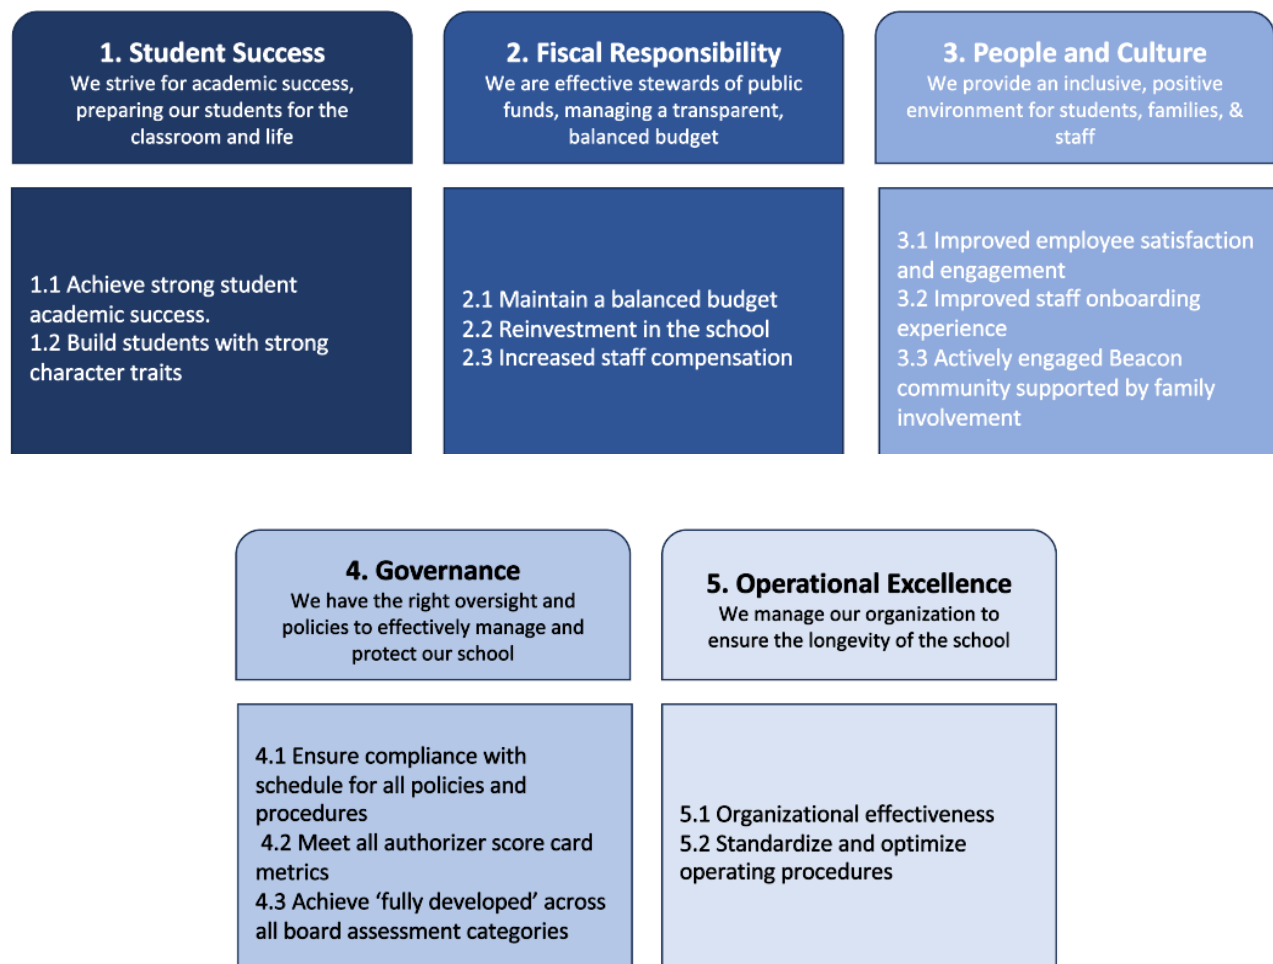 1. Student Success
We strive for academic success,
preparing our students for the
classroom and life
1.1 Achieve strong student
academic success.
1.2 Build students with strong
character traits
2. Fiscal Responsibility
We are effective stewards of public
funds, managing a transparent,
balanced budget
2.1 Maintain a balanced budget
2.2 Reinvestment in the school
2.3 Increased staff compensation
3. People and Culture
We provide an inclusive, positive
environment for students, families, &
staff
3.1 Improved employee satisfaction
and engagement
3.2 Improved staff onboarding
experience
3.3 Actively engaged Beacon
community supported by family
involvement
4. Governance
We have the right oversight and
policies to effectively manage and
protect our school
4.1 Ensure compliance with
schedule for all policies and
procedures
4.2 Meet all authorizer score card
metrics
4.3 Achieve ‘fully developed’ across
all board assessment categories
5. Operational Excellence
We manage our organization to
ensure the longevity of the school
5.1 Organizational effectiveness
5.2 Standardize and optimize
operating procedures